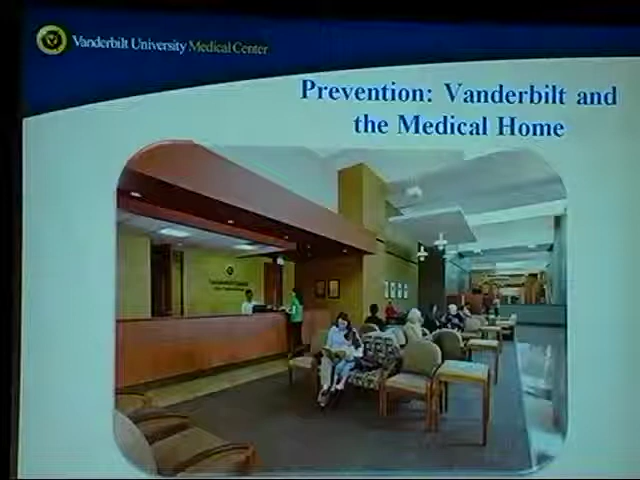 Vanderbilt University Medical Center
Prevention: Vanderbilt and
the Medical Home